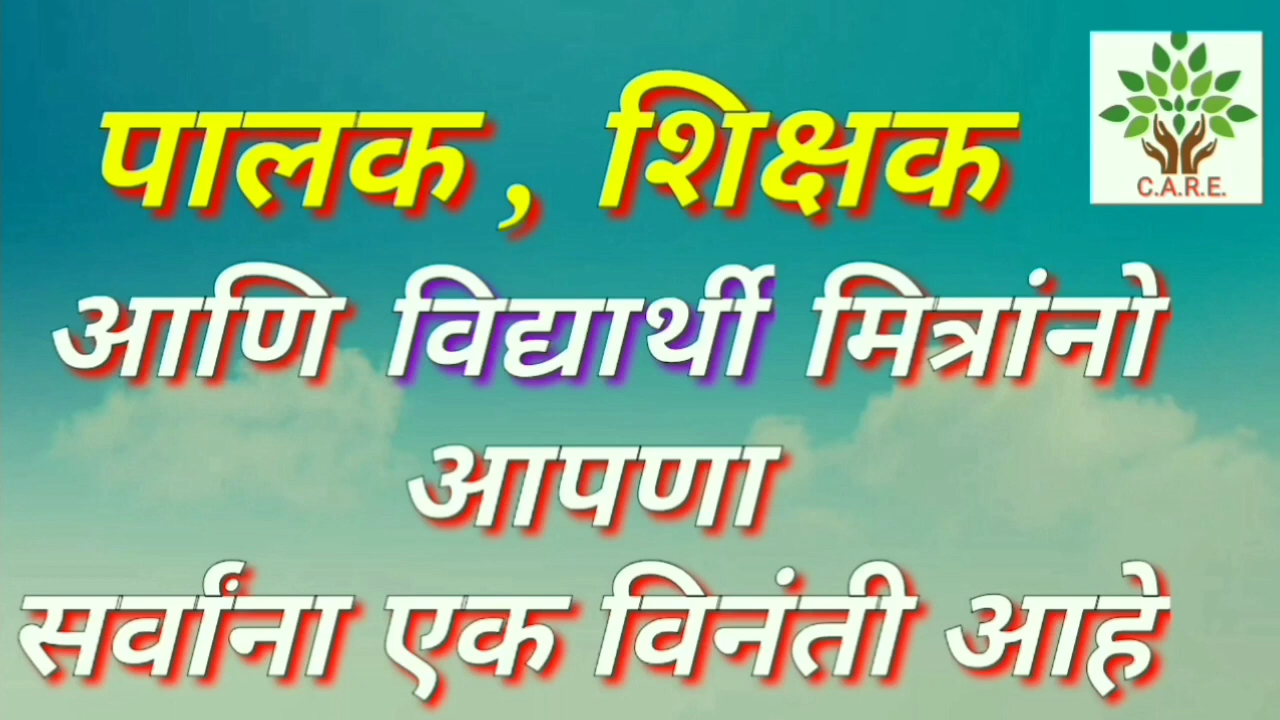 पालक , शिक्षक
C.A.R.E.
आणि विद्यार्थी मित्रांनो
आपणा
सर्वांना एक विनंती आहे